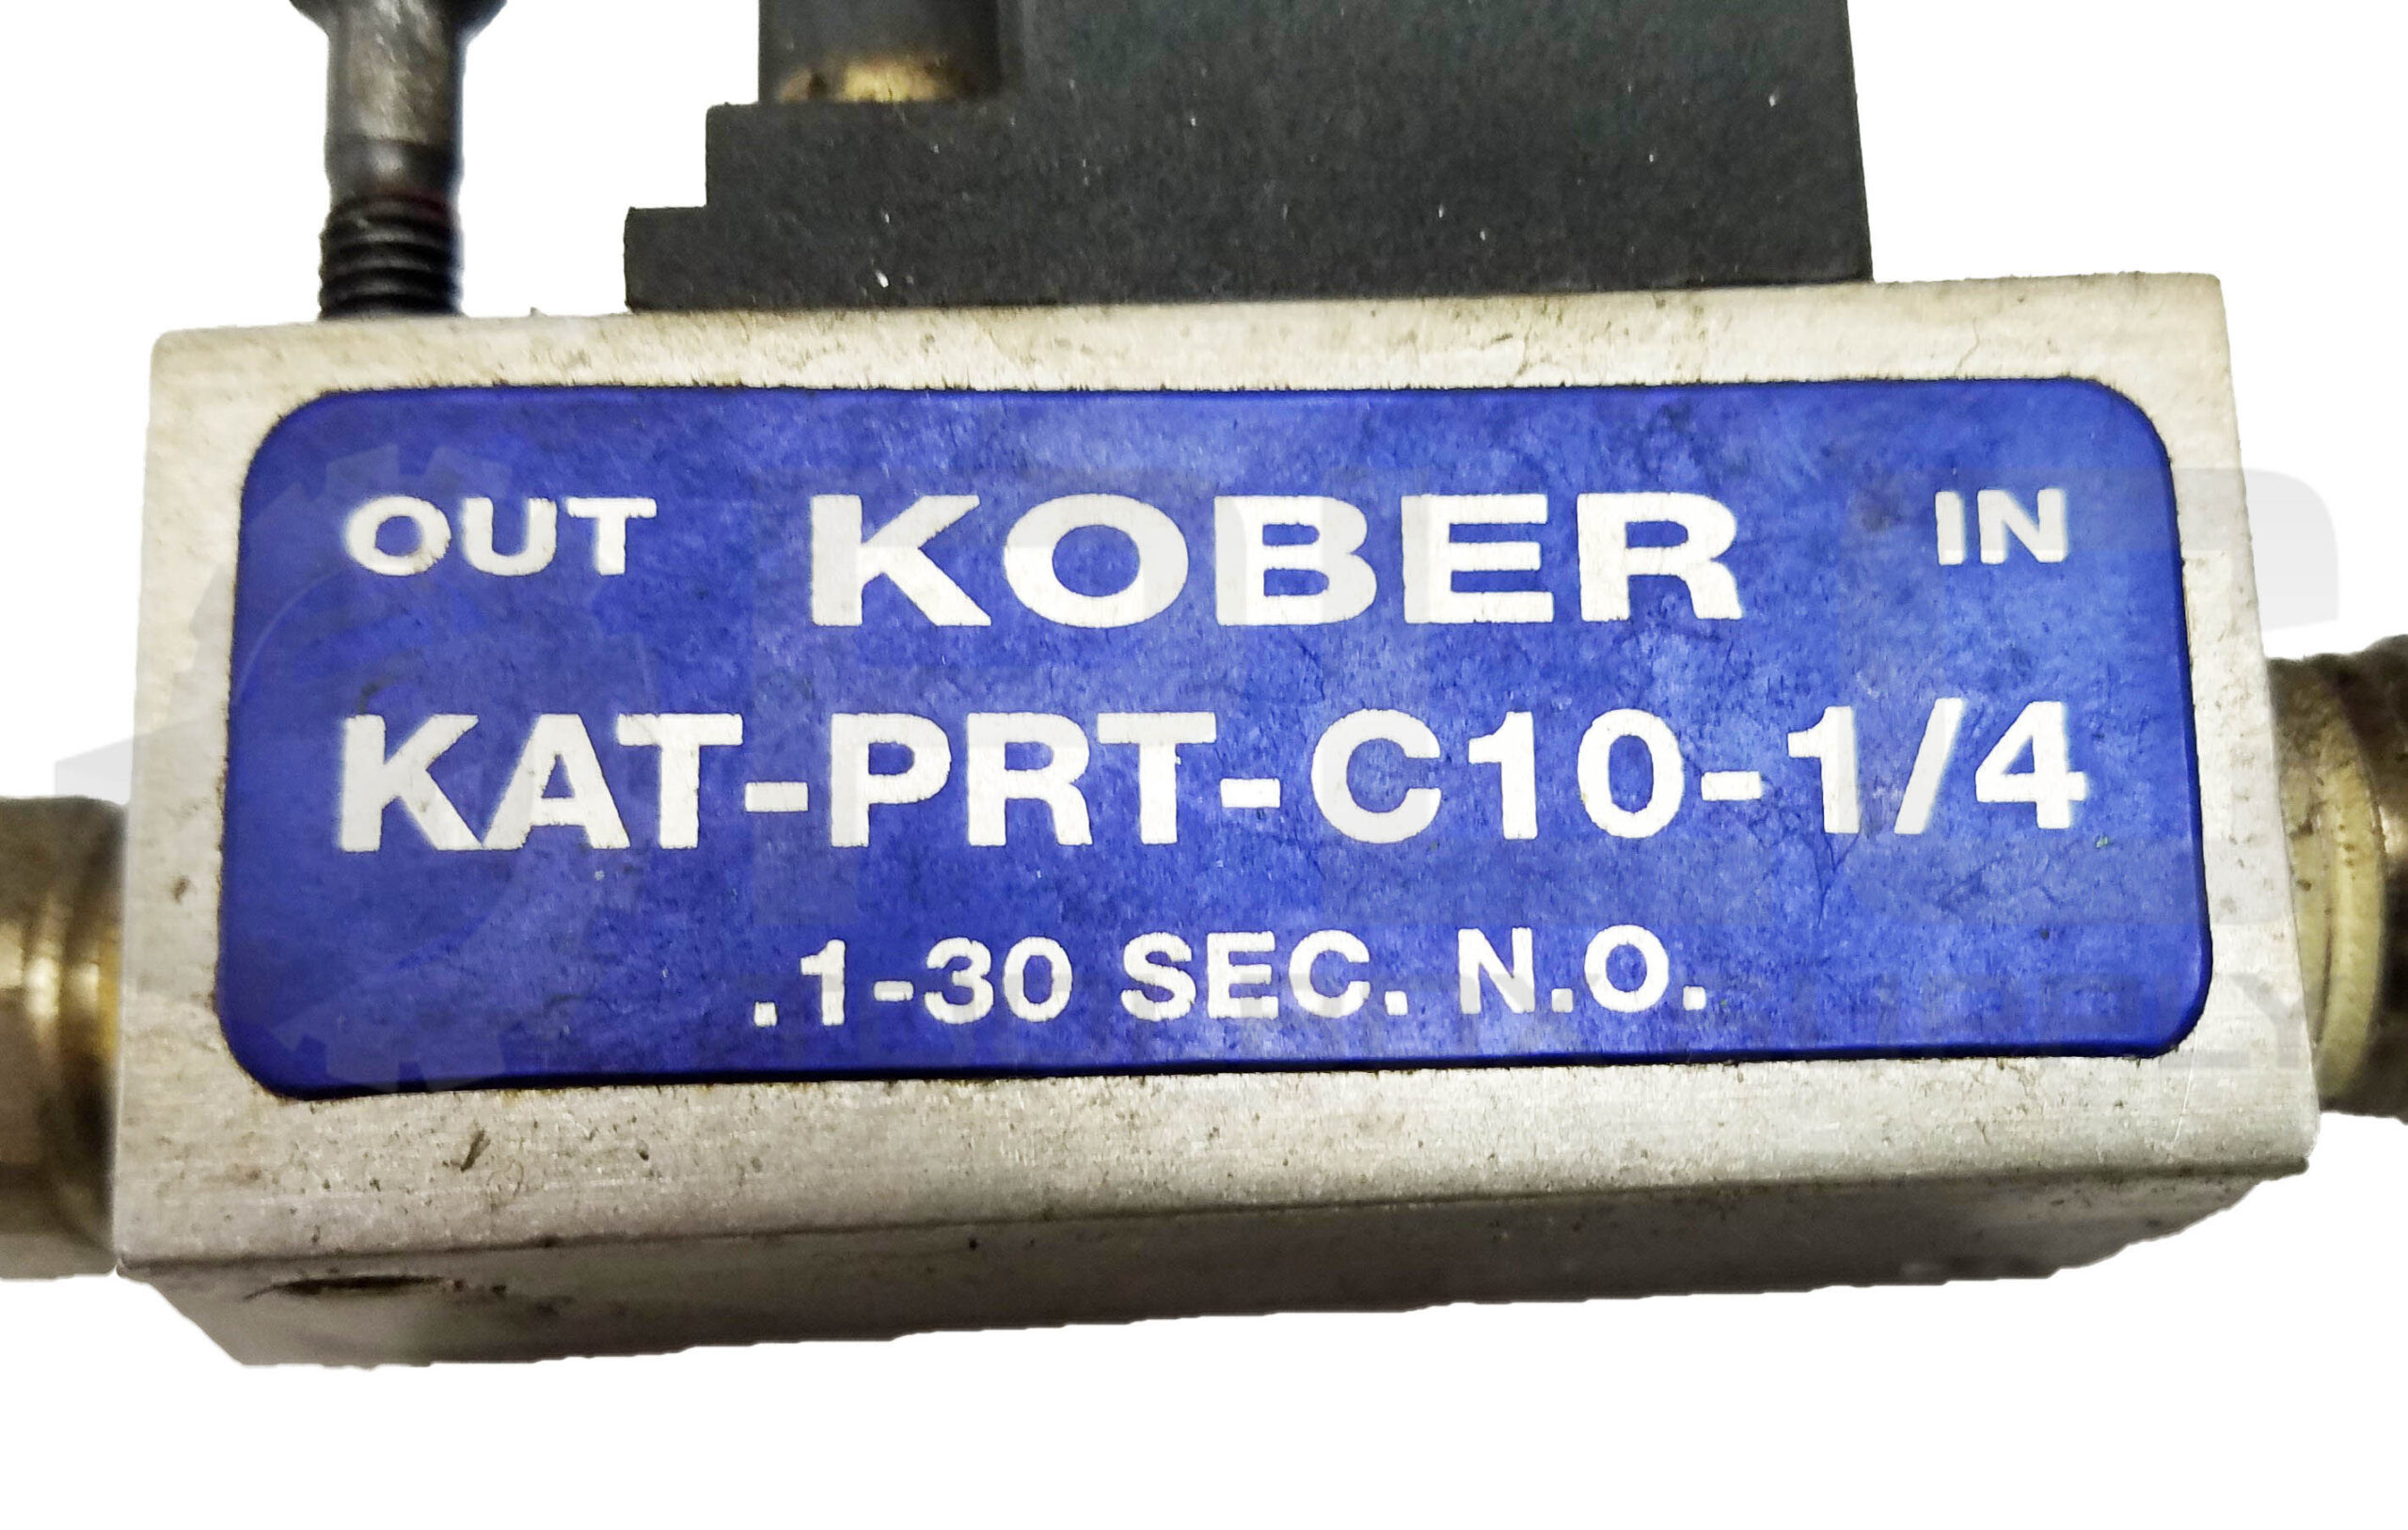 OUT KOBER IN
KAT-PRT-C10-1/4
.1-30 SEC. N.O.